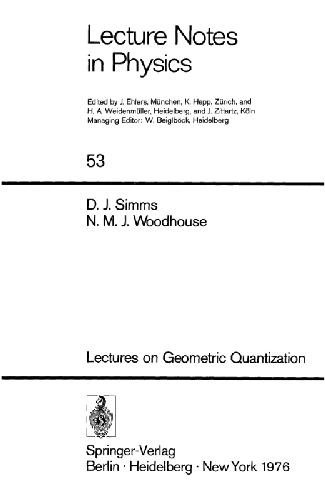 Lecture Notes
in Physics
Edited by J. Ehlers, München, K. Hepp, Zürich, and
H. A. Weidenmüller, Heidelberg, and J. Zittartz, Köln
Managing Editor: W. Beiglböck, Heidelberg
53
D. J. Simms
N. M. J. Woodhouse
Lectures on Geometric Quantization
Springer-Verlag
Berlin · Heidelberg · New York 1976